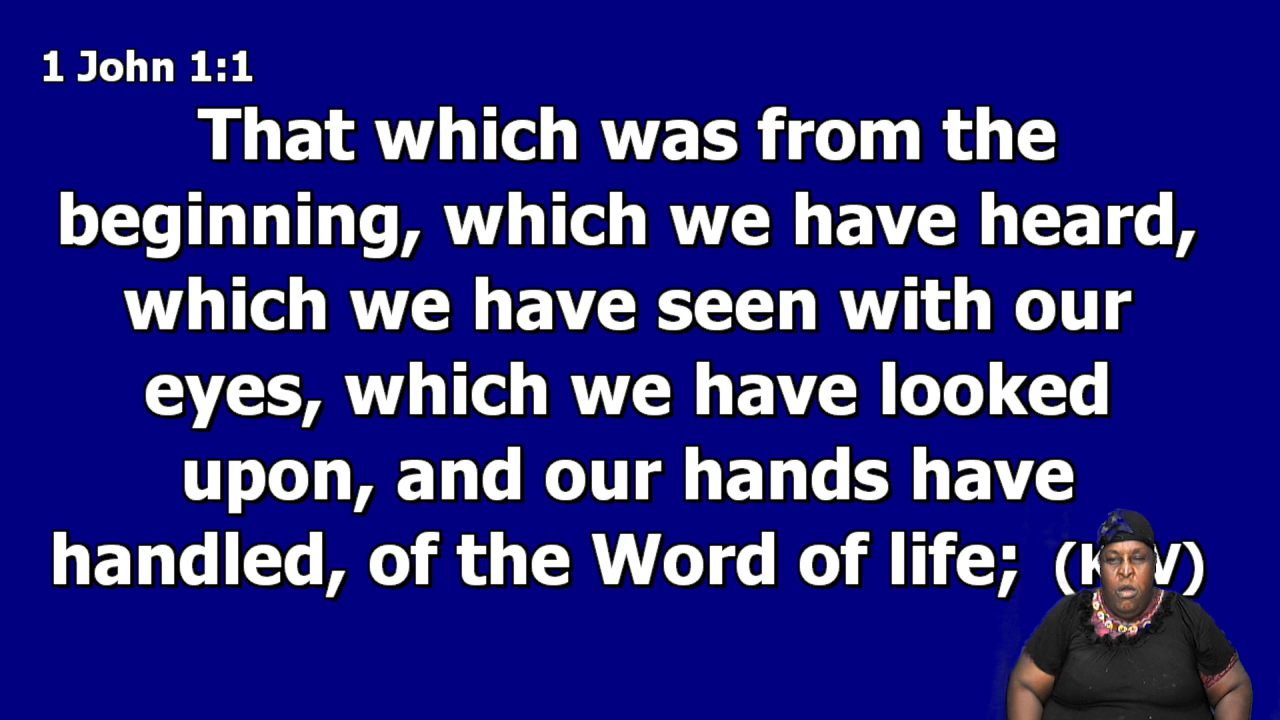 1 John 1:1
That which was from the
beginning, which we have heard,
which we have seen with our
eyes, which we have looked
upon, and our hands have
handled, of the Word of life;